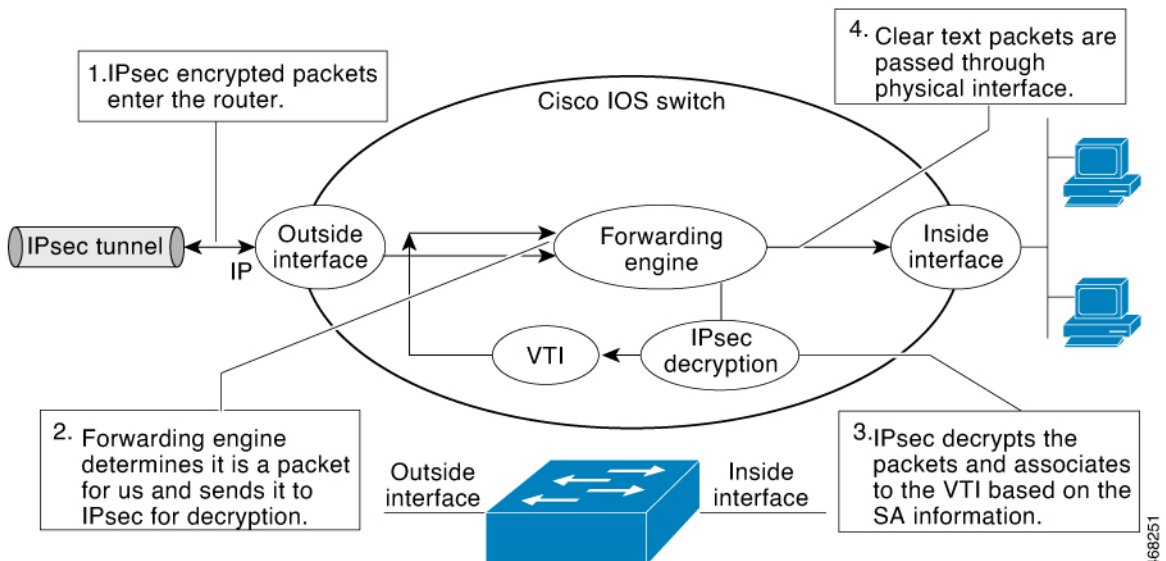 1.IPsec encrypted packets
enter the router.
4. Clear text packets are
passed through
physical interface.
Cisco IOS switch
IPsec tunnel
IP
Outside
interface
Forwarding
engine
Inside
interface
VTI
IPsec
decryption
2. Forwarding engine
determines it is a packet
for us and sends it to
IPsec for decryption.
Outside
interface
Inside
interface
3.IPsec decrypts the
packets and associates
to the VTI based on the
SA information.
468251